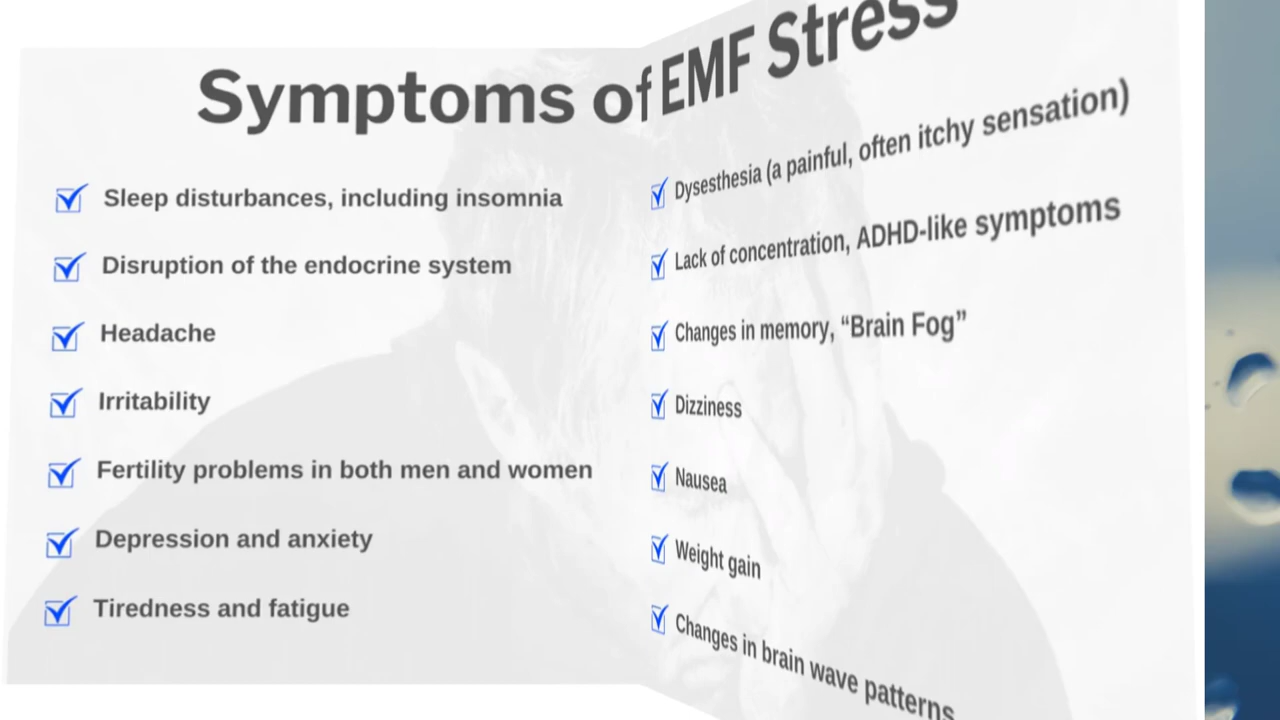 Symptoms of EMF Stress
Sleep disturbances, including insomnia
Disruption of the endocrine system
Headache
Irritability
Fertility problems in both men and women
Depression and anxiety
Tiredness and fatigue
Dysesthesia (a painful, often itchy sensation)
Lack of concentration, ADHD-like symptoms
Changes in memory, “Brain Fog”
Dizziness
Nausea
Weight gain
Changes in brain wave patterns